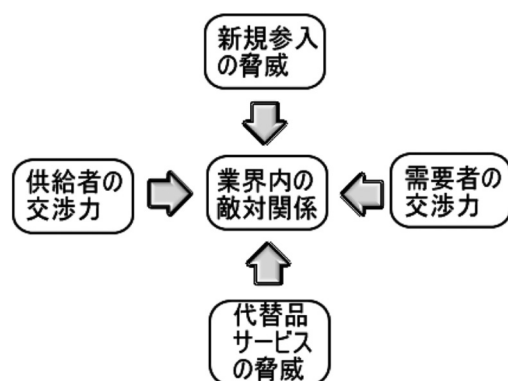 新規参入
の脅威
供給者の
交渉力
業界内の
敵対関係
需要者の
交渉力
代替品
サービス
の脅威